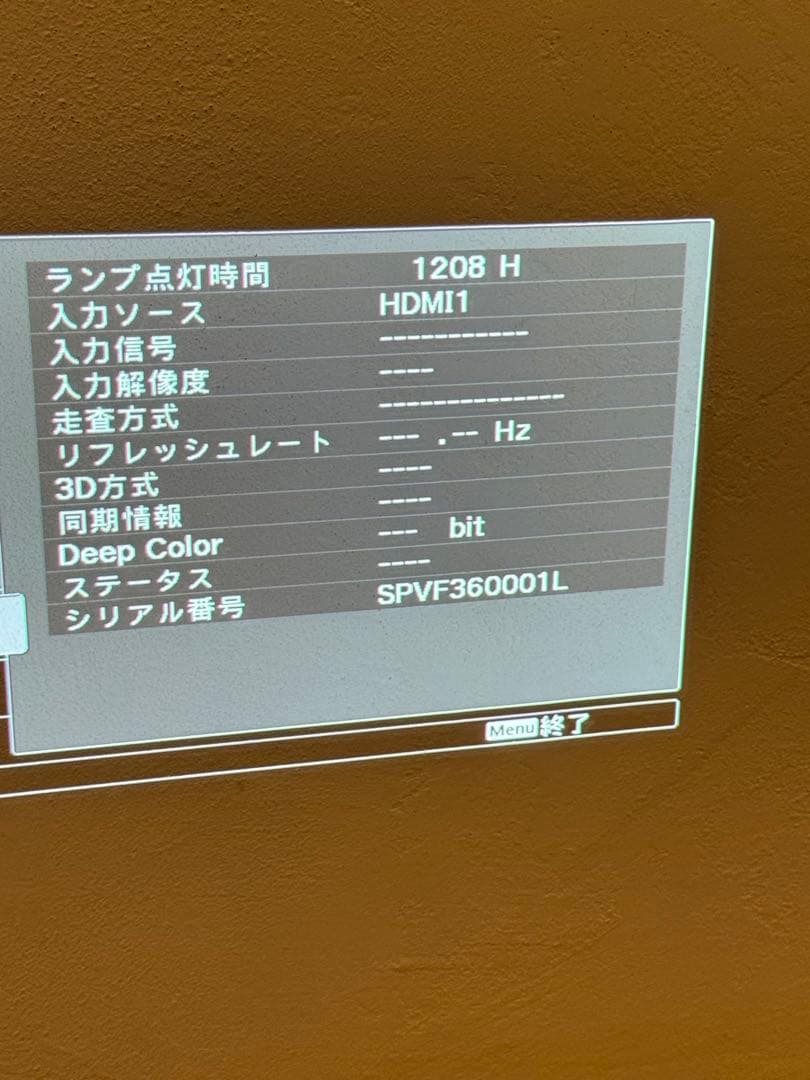 ランプ点灯時間 1208 H
入力ソース HDMI1
入力信号 -----------
入力解像度 ----
走査方式 --------------
リフレッシュレート --- .-- Hz
3D方式 ----
同期情報 ----
Deep Color --- bit
ステータス ----
シリアル番号 SPVF360001L
Menu 終了